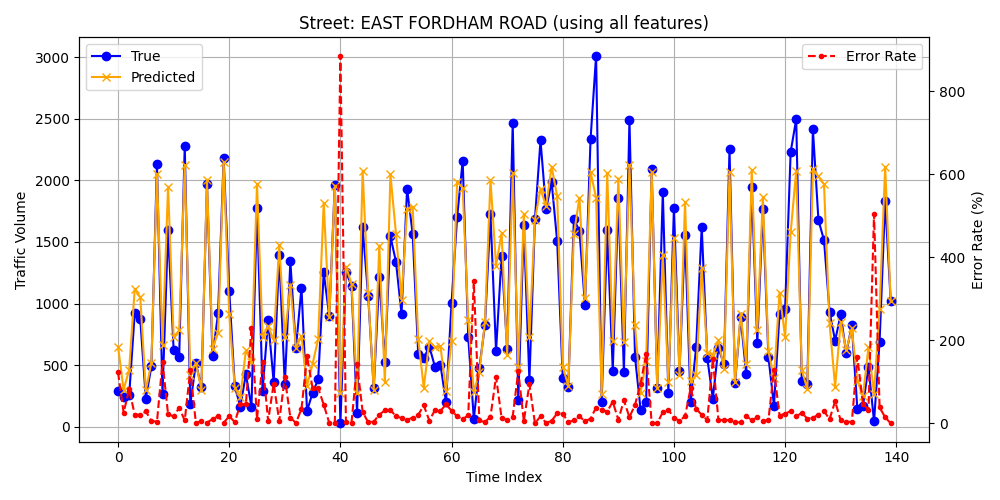 Street: EAST FORDHAM ROAD (using all features)
True
Predicted
Error Rate
Traffic Volume
3000
2500
2000
1500
1000
500
0
800
600
400
200
0
Error Rate (%)
0 20 40 60 80 100 120 140
Time Index